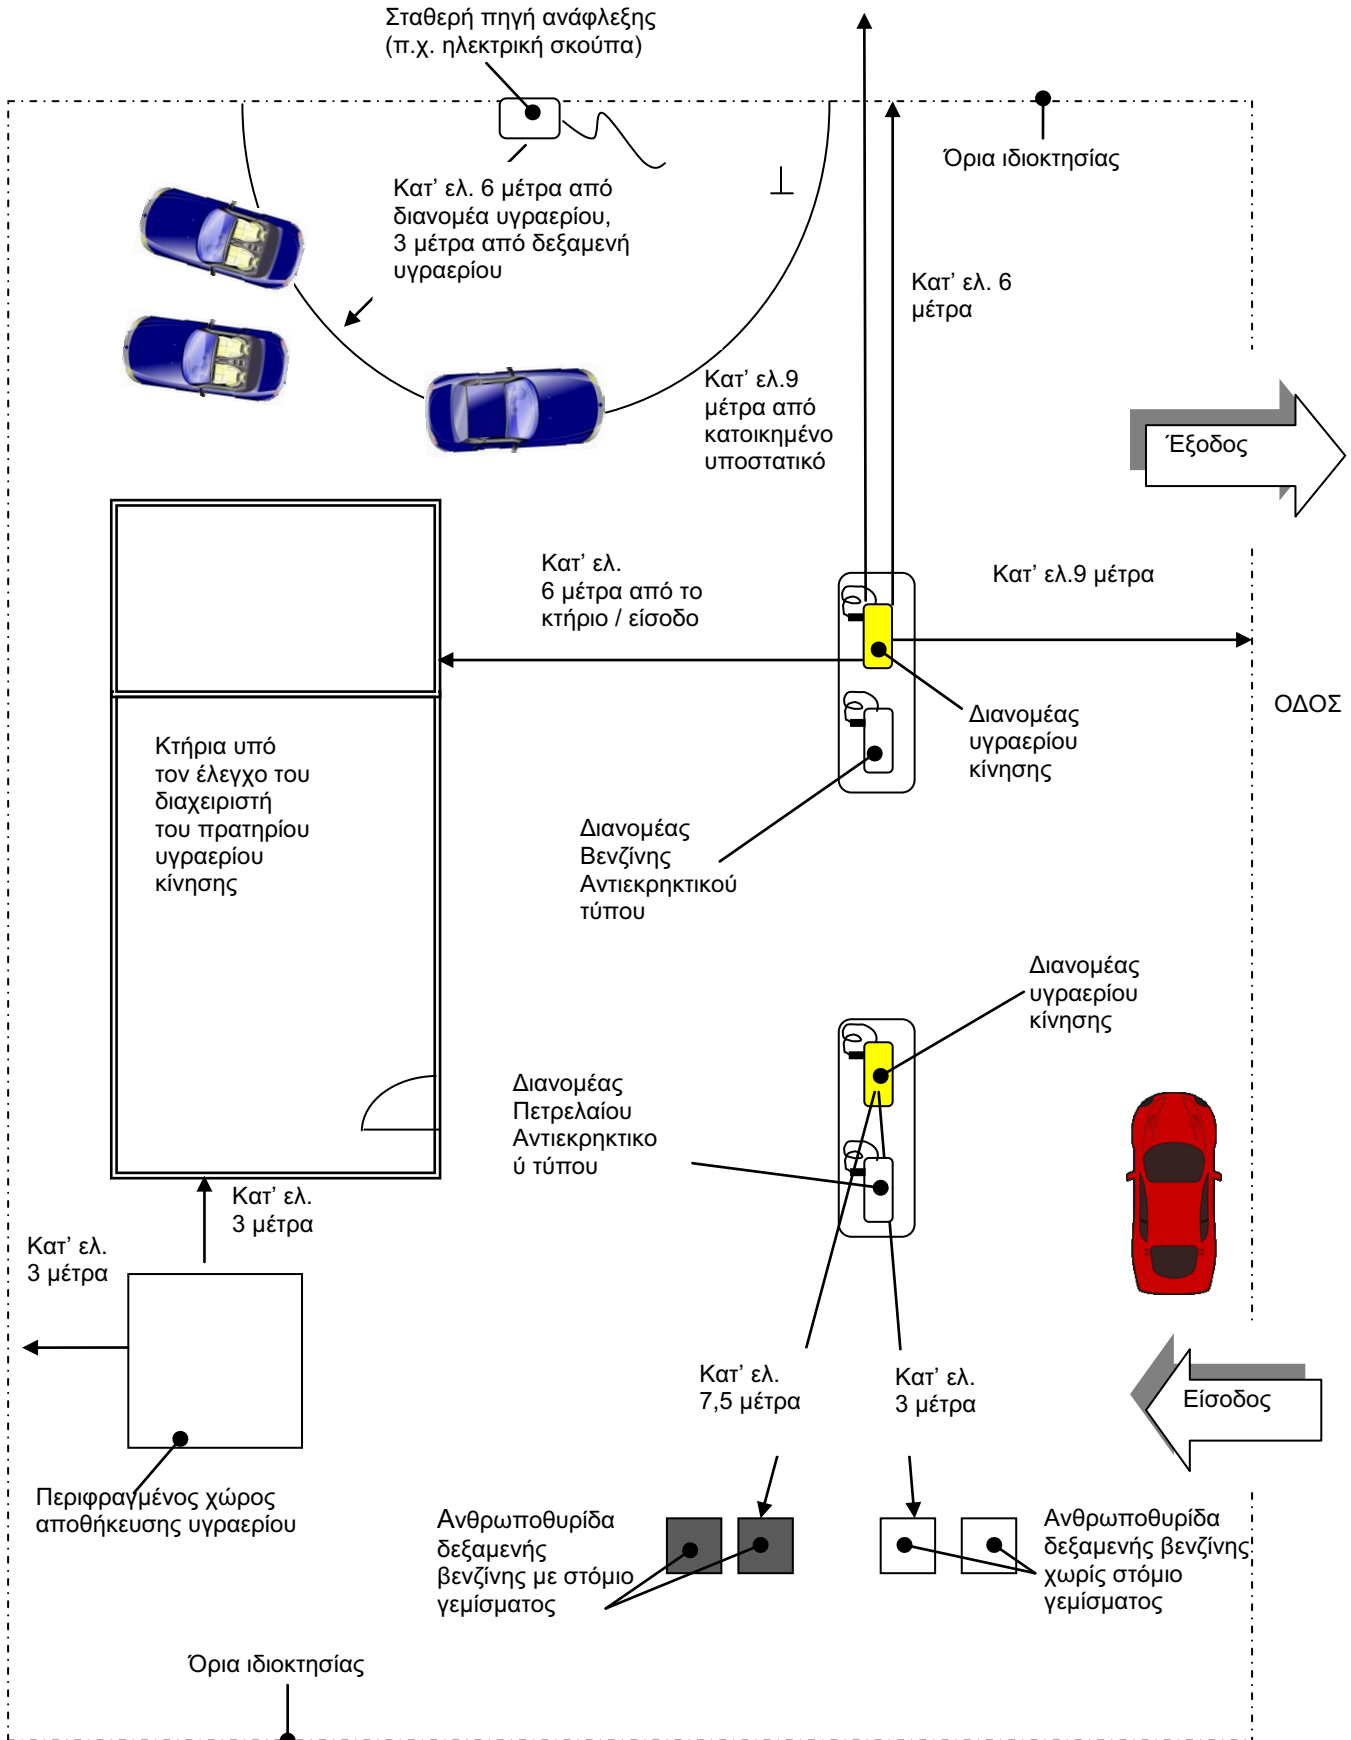 Σταθερή πηγή ανάφλεξης
(π.χ. ηλεκτρική σκούπα)
Όρια ιδιοκτησίας
Κατ’ ελ. 6 μέτρα από
διανομέα υγραερίου,
3 μέτρα από δεξαμενή
υγραερίου
Κατ’ ελ. 6
μέτρα
Κατ’ ελ.9
μέτρα από
κατοικημένο
υποστατικό
Έξοδος
Κατ’ ελ.
6 μέτρα από το
κτήριο / είσοδο
Κατ’ ελ.9 μέτρα
ΟΔΟΣ
Διανομέας
υγραερίου
κίνησης
Κτήρια υπό
τον έλεγχο του
διαχειριστή
του πρατηρίου
υγραερίου
κίνησης
Διανομέας
Βενζίνης
Αντιεκρηκτικού
τύπου
Διανομέας
υγραερίου
κίνησης
Διανομέας
Πετρελαίου
Αντιεκρηκτικο
ύ τύπου
Κατ’ ελ.
3 μέτρα
Κατ’ ελ.
3 μέτρα
Κατ’ ελ.
7,5 μέτρα
Κατ’ ελ.
3 μέτρα
Είσοδος
Περιφραγμένος χώρος
αποθήκευσης υγραερίου
Ανθρωποθυρίδα
δεξαμενής
βενζίνης με στόμιο
γεμίσματος
Ανθρωποθυρίδα
δεξαμενής βενζίνης
χωρίς στόμιο
γεμίσματος
Όρια ιδιοκτησίας